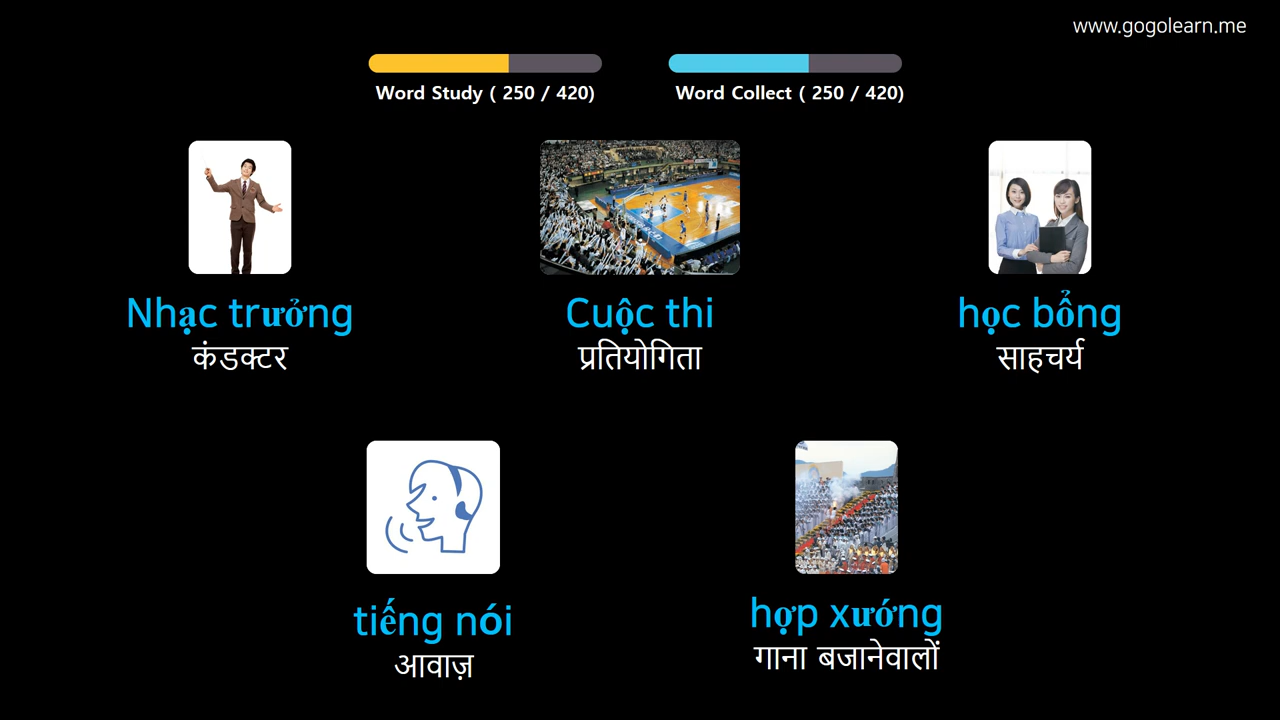 www.gogolearn.me
Word Study ( 250 / 420)
Word Collect ( 250 / 420)
Nhạc trưởng
कंडक्टर
Cuộc thi
प्रतियोगिता
học bổng
साहचर्य
tiếng nói
आवाज़
hợp xướng
गाना बजानेवालों